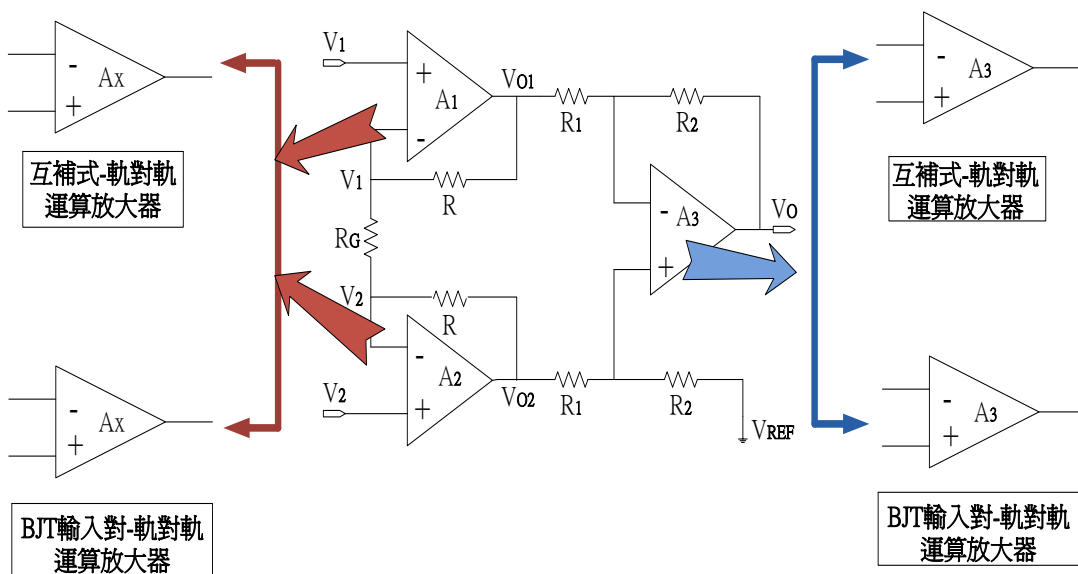 -
Ax
+
互補式-軌對軌
運算放大器
-
Ax
+
BJT輸入對-軌對軌
運算放大器
V1
+
A1
-
VO1
R1
R2
V1
R
RG
V2
R
-
A2
+
V2
VO2
R1
R2
VREF
-
A3
+
VO
-
A3
+
互補式-軌對軌
運算放大器
-
A3
+
BJT輸入對-軌對軌
運算放大器